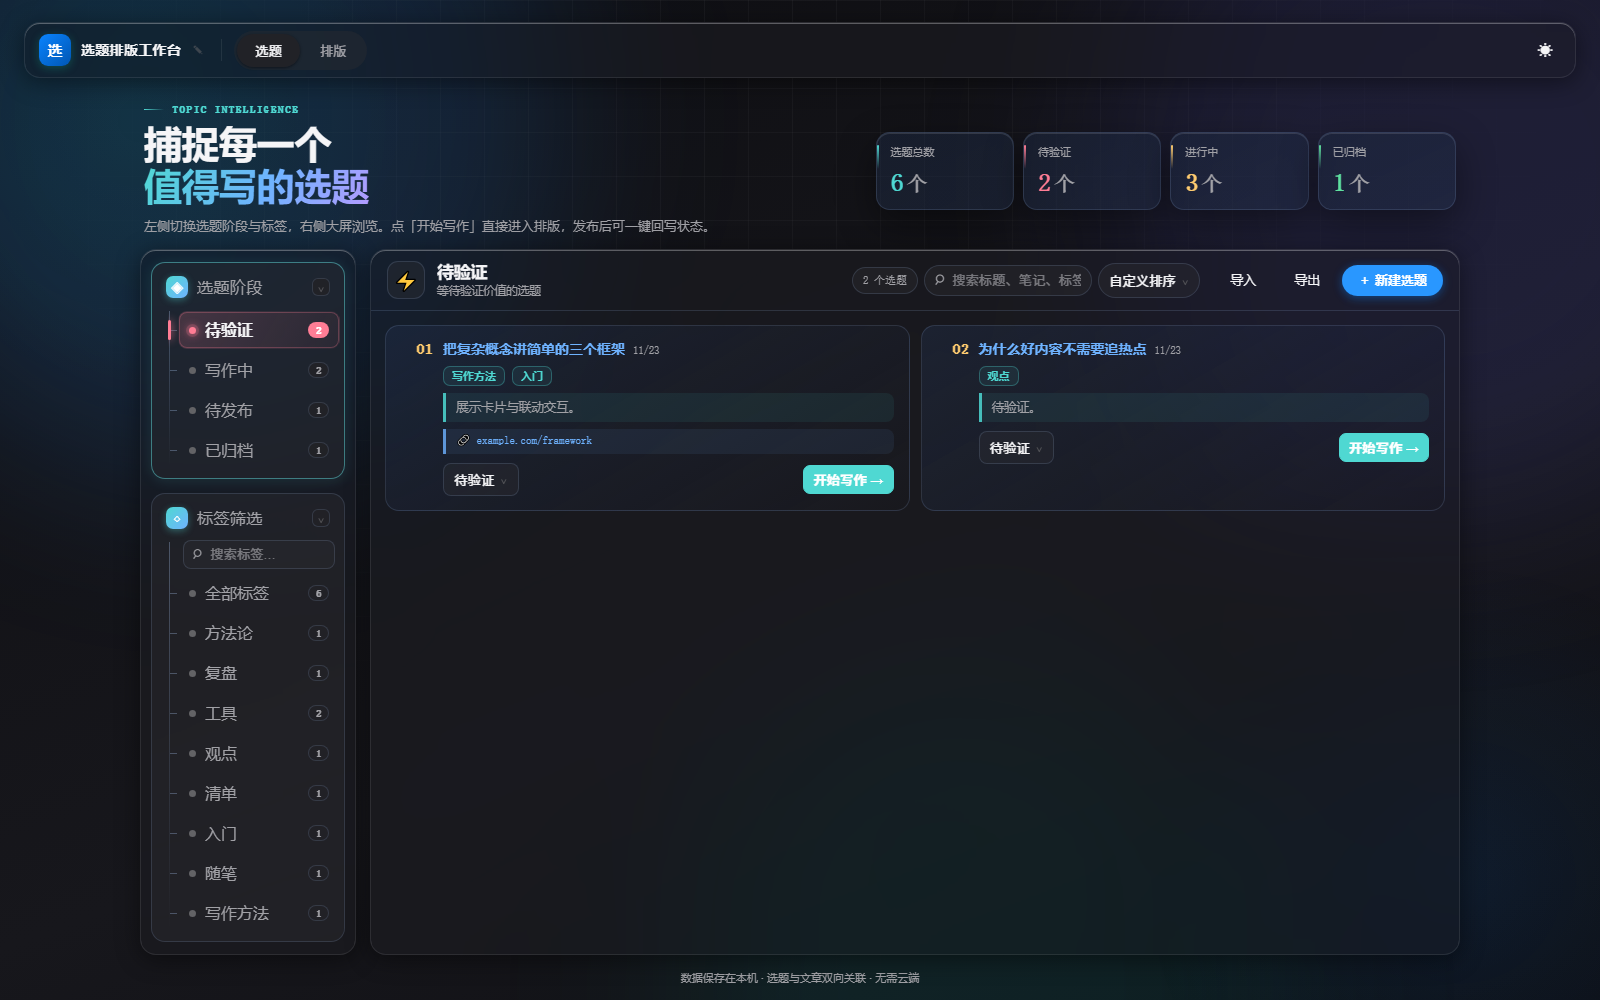 选 选题排版工作台 选题 排版
TOPIC INTELLIGENCE
捕捉每一个
值得写的选题
左侧切换选题阶段与标签，右侧大屏浏览。点「开始写作」直接进入排版，发布后可一键回写状态。
选题总数
6 个
待验证
2 个
进行中
3 个
已归档
1 个
选题阶段
待验证 2
写作中 2
待发布 1
已归档 1
标签筛选
搜索标签...
全部标签 6
方法论 1
复盘 1
工具 2
观点 1
清单 1
入门 1
随笔 1
写作方法 1
待验证
等待验证价值的选题
2 个选题
搜索标题、笔记、标签
自定义排序
导入
导出
+ 新建选题
01 把复杂概念讲简单的三个框架 11/23
写作方法 入门
展示卡片与联动交互。
example.com/framework
待验证 开始写作 →
02 为什么好内容不需要追热点 11/23
观点
待验证。
待验证 开始写作 →
数据保存在本机 · 选题与文章双向关联 · 无需云端